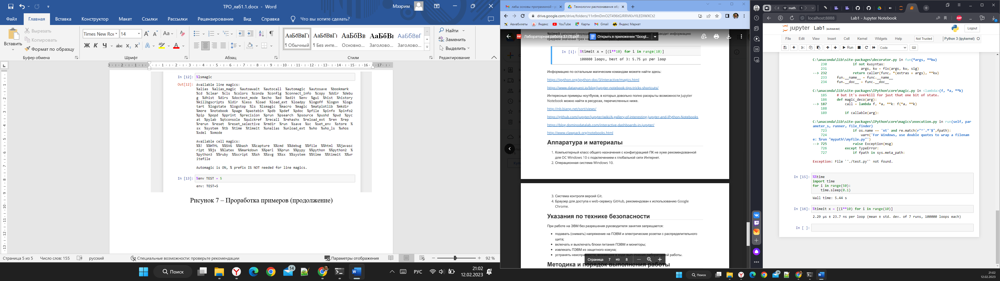 ТРО_лаб1.1.docx - Word
Мээрим
Файл Главная Вставка Конструктор Макет Ссылки Рассылки Рецензирование Вид Справка Что вы хотите сделать?
Вставить
Вырезать
Копировать
Формат по образцу
Буфер обмена
Times New Ror 14
Ж К Ч
Шрифт
Абзац
АаБбВвГг АаБбВвГг АаБбВв АаБбВв АаБбВвГ
¶ Обычный ¶ Без инте... Основно... Заголово... Заголово...
Стили
Найти
Заменить
Выделить
Редактирование
In [12]: %lsmagic
Out[12]: Available line magics:
%alias %alias_magic %autoawait %autocall %automagic %autosave %bookmark
%cd %clear %cls %colors %conda %config %connect_info %copy %ddir %debu
g %dhist %dirs %doctest_mode %echo %ed %edit %env %gui %hist %history
%killbgscripts %ldir %less %load %load_ext %loadpy %logoff %logon %logs
tart %logstate %logstop %ls %lsmagic %macro %magic %matplotlib %mkdir
%more %notebook %page %pastebin %pdb %pdef %pdoc %pfile %pinfo %pinfo2
%pip %popd %pprint %precision %prun %psearch %psource %pushd %pwd %pyc
at %pylab %qtconsole %quickref %recall %rehashx %reload_ext %ren %rep
%rerun %reset %reset_selective %rmdir %run %save %sc %set_env %store %
sx %system %tb %time %timeit %unalias %unload_ext %who %who_ls %whos
%xdel %xmode
Available cell magics:
%%! %%HTML %%SVG %%bash %%capture %%cmd %%debug %%file %%html %%javasc
ript %%js %%latex %%markdown %%perl %%prun %%pypy %%python %%python2 %
%python3 %%ruby %%script %%sh %%svg %%sx %%system %%time %%timeit %%wr
itefile
Automagic is ON, % prefix IS NOT needed for line magics.
In [13]: %env TEST = 5
env: TEST=5
Рисунок 7 – Проработка примеров (продолжение)
Страница 5 из 5 Число слов: 155 русский Специальные возможности: проверьте рекомендации Параметры отображения 92 %
Поиск
14
РУС
21:02
12.02.2023
лабы основы программной - Технологии распознавания обр
drive.google.com/drive/folders/11n9mDmO2T496tGJRRVKIvYILEDIWXCt2
Авиабилеты Яндекс YouTube Карты Gmail Яндекс Маркет
Лабораторная работа 3.1 (1).pdf
Открыть в приложении "Googl...
In [1]: %timeit x = [(i**10) for i in range(10)]
100000 loops, best of 3: 5.75 µs per loop
Информацию по остальным магическим командам можете найти здесь:
https://ipython.org/ipython-doc/3/interactive/magics.html
https://www.dataquest.io/blog/jupyter-notebook-tips-tricks-shortcuts/
Интересные примеры ноутбуков, в которых довольно полно раскрыты возможности Jupyter
Notebook можно найти в ресурсах, перечисленных ниже.
http://nb.bianp.net/sort/views/
https://github.com/jupyter/jupyter/wiki/A-gallery-of-interesting-Jupyter-and-IPython-Notebooks
https://blog.dominodatalab.com/interactive-dashboards-in-jupyter/
http://www.clawpack.org/notebooks.html
Аппаратура и материалы
1. Компьютерный класс общего назначения с конфигурацией ПК не хуже рекомендованной
для ОС Windows 10 с подключением к глобальной сети Интернет.
2. Операционная система Windows 10.
3. Система контроля версий Git.
4. Браузер для доступа к web-сервису GitHub, рекомендован к использованию Google
Chrome.
Указания по технике безопасности
При работе на ЭВМ без разрешения руководителя занятия запрещается:
• подавать (снимать) напряжение на ПЭВМ и электрические розетки с распределительного
щита;
• включать и выключать блоки питания ПЭВМ и мониторы;
• извлекать ПЭВМ из защитного кожуха;
• устранять неисправности, возникшие в ходе выполнения лабораторной работы.
Страница 7 из 8
Методика и порядок выполнения работы
17 math 1
localhost:8888 Lab1 - Jupyter Notebook
jupyter Lab1 (autosaved)
Logout
File Edit View Insert Cell Kernel Widgets Help Not Trusted Python 3 (ipykernel)
Run Code
C:\anaconda\lib\site-packages\decorator.py in fun(*args, **kw)
230 if not kwsyntax:
231 args, kw = fix(args, kw, sig)
--> 232 return caller(func, *(extras + args), **kw)
233 fun.__name__ = func.__name__
234 fun.__doc__ = func.__doc__
C:\anaconda\lib\site-packages\IPython\core\magic.py in <lambda>(f, *a, **k)
185 # but it's overkill for just that one bit of state.
186 def magic_deco(arg):
--> 187 call = lambda f, *a, **k: f(*a, **k)
188
189 if callable(arg):
C:\anaconda\lib\site-packages\IPython\core\magics\execution.py in run(self, par
ameter_s, runner, file_finder)
723 if os.name == 'nt' and re.match(r"^'.*'$",fpath):
724 warn('For Windows, use double quotes to wrap a filenam
e: %run "mypath\\myfile.py"')
--> 725 raise Exception(msg)
726 except TypeError:
727 if fpath in sys.meta_path:
Exception: File `'./test.py'` not found.
In [15]: %%time
import time
for i in range(50):
time.sleep(0.1)
Wall time: 5.44 s
In [16]: %timeit x = [(i**10) for i in range(10)]
2.29 µs ± 23.7 ns per loop (mean ± std. dev. of 7 runs, 100000 loops each)
In [ ]:
36
Поиск
21:02
12.02.2023